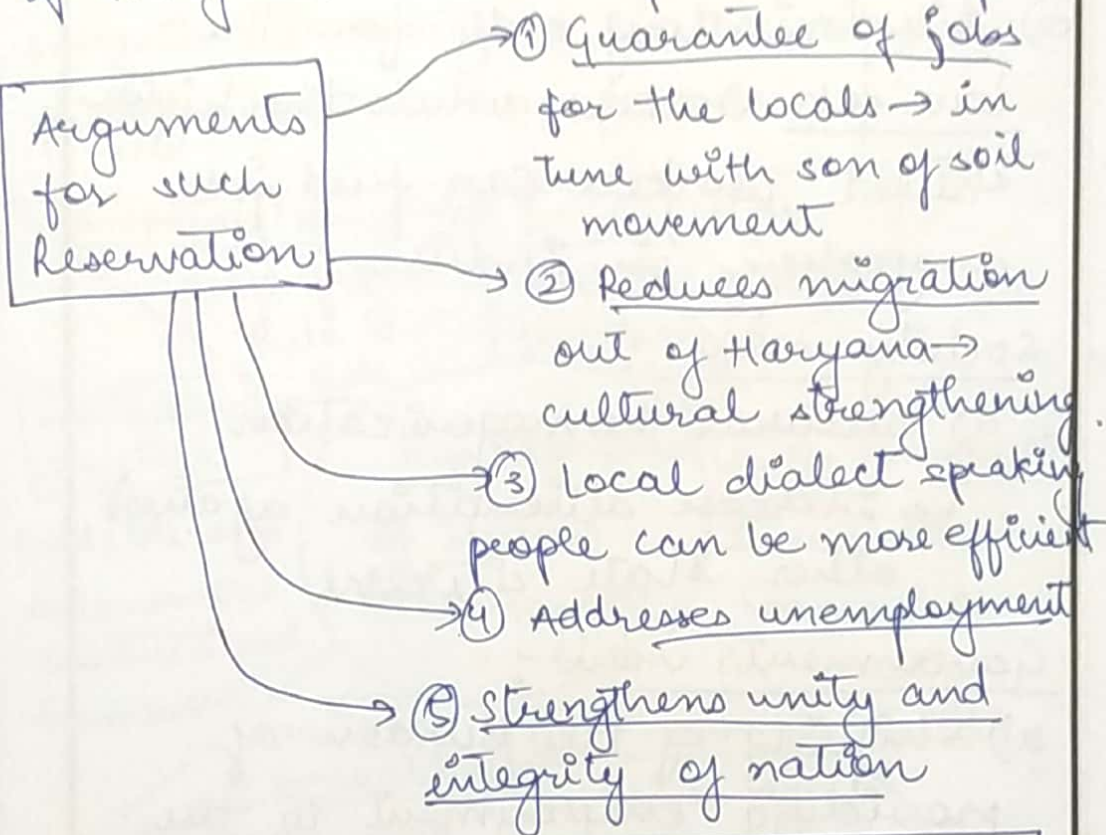 Arguments
for such
Reservation
① Guarantee of jobs
for the locals → in
tune with son of soil
movement
② Reduces migration
out of Haryana →
cultural strengthening.
③ Local dialect speaking
people can be more efficient
④ Addresses unemployment
⑤ Strengthens unity and
integrity of nation